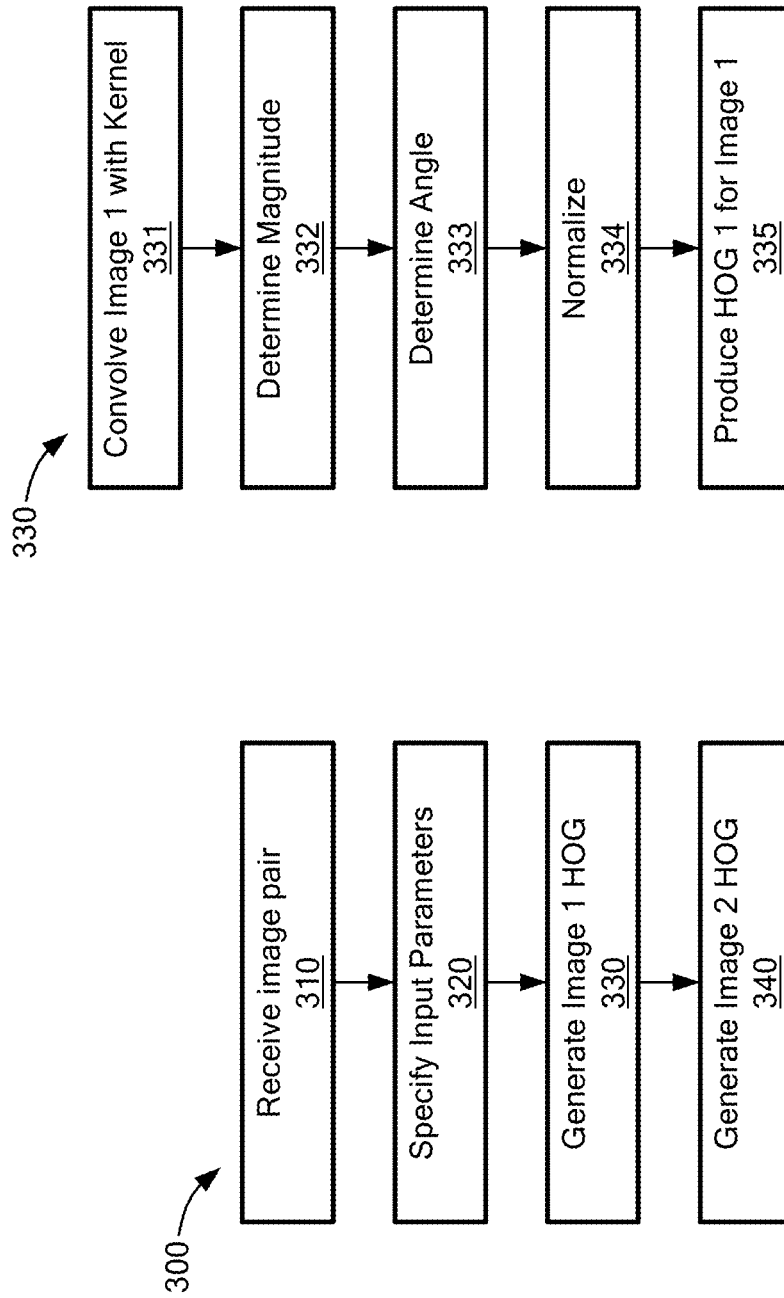 300
Receive image pair
310
Specify Input Parameters
320
Generate Image 1 HOG
330
Generate Image 2 HOG
340
330
Convolve Image 1 with Kernel
331
Determine Magnitude
332
Determine Angle
333
Normalize
334
Produce HOG 1 for Image 1
335